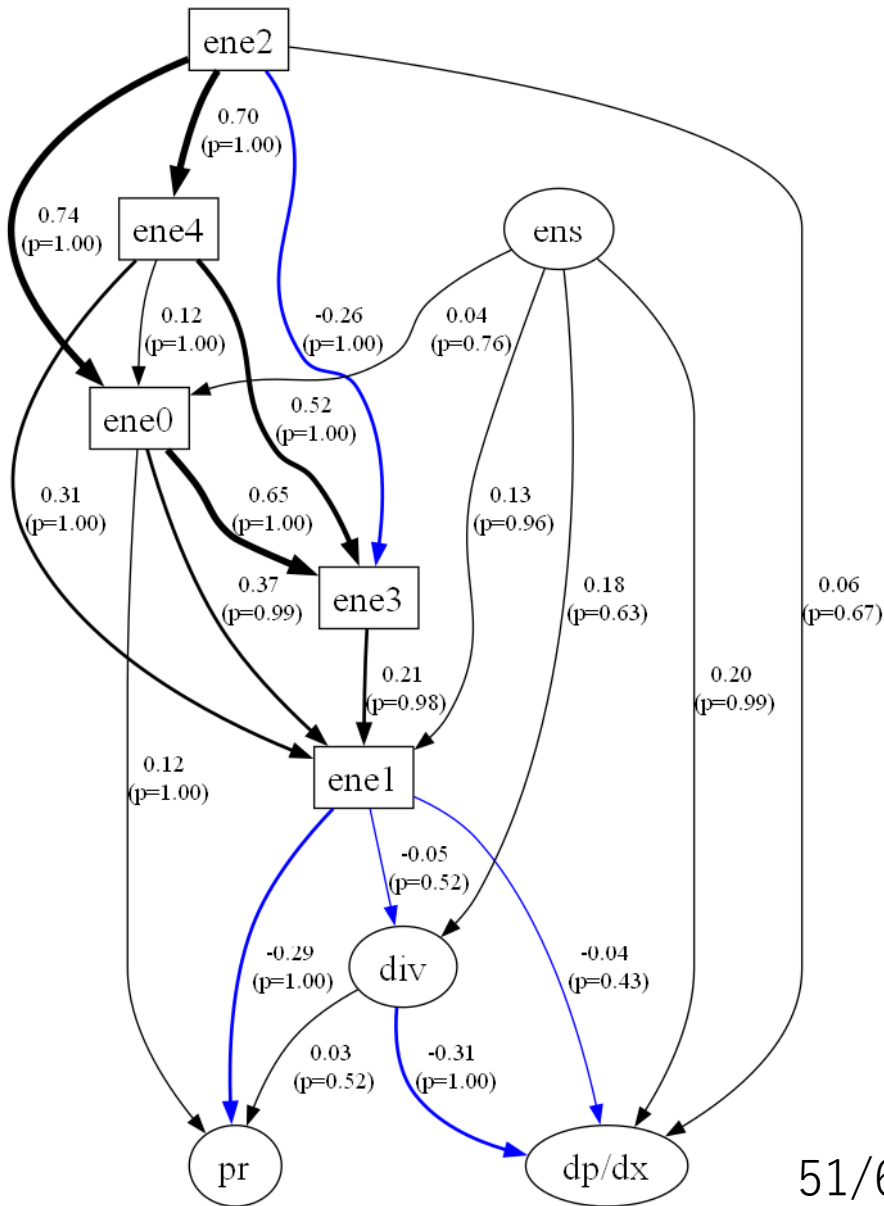 ene2
0.70
(p=1.00)
0.74
(p=1.00)
ene4
ens
0.12
(p=1.00)
-0.26
(p=1.00)
0.04
(p=0.76)
ene0
0.52
(p=1.00)
0.31
(p=1.00)
0.65
(p=1.00)
0.13
(p=0.96)
0.37
(p=0.99)
ene3
0.18
(p=0.63)
0.06
(p=0.67)
0.21
(p=0.98)
0.20
(p=0.99)
0.12
(p=1.00)
ene1
-0.05
(p=0.52)
-0.29
(p=1.00)
div
-0.04
(p=0.43)
0.03
(p=0.52)
-0.31
(p=1.00)
pr
dp/dx
51/6